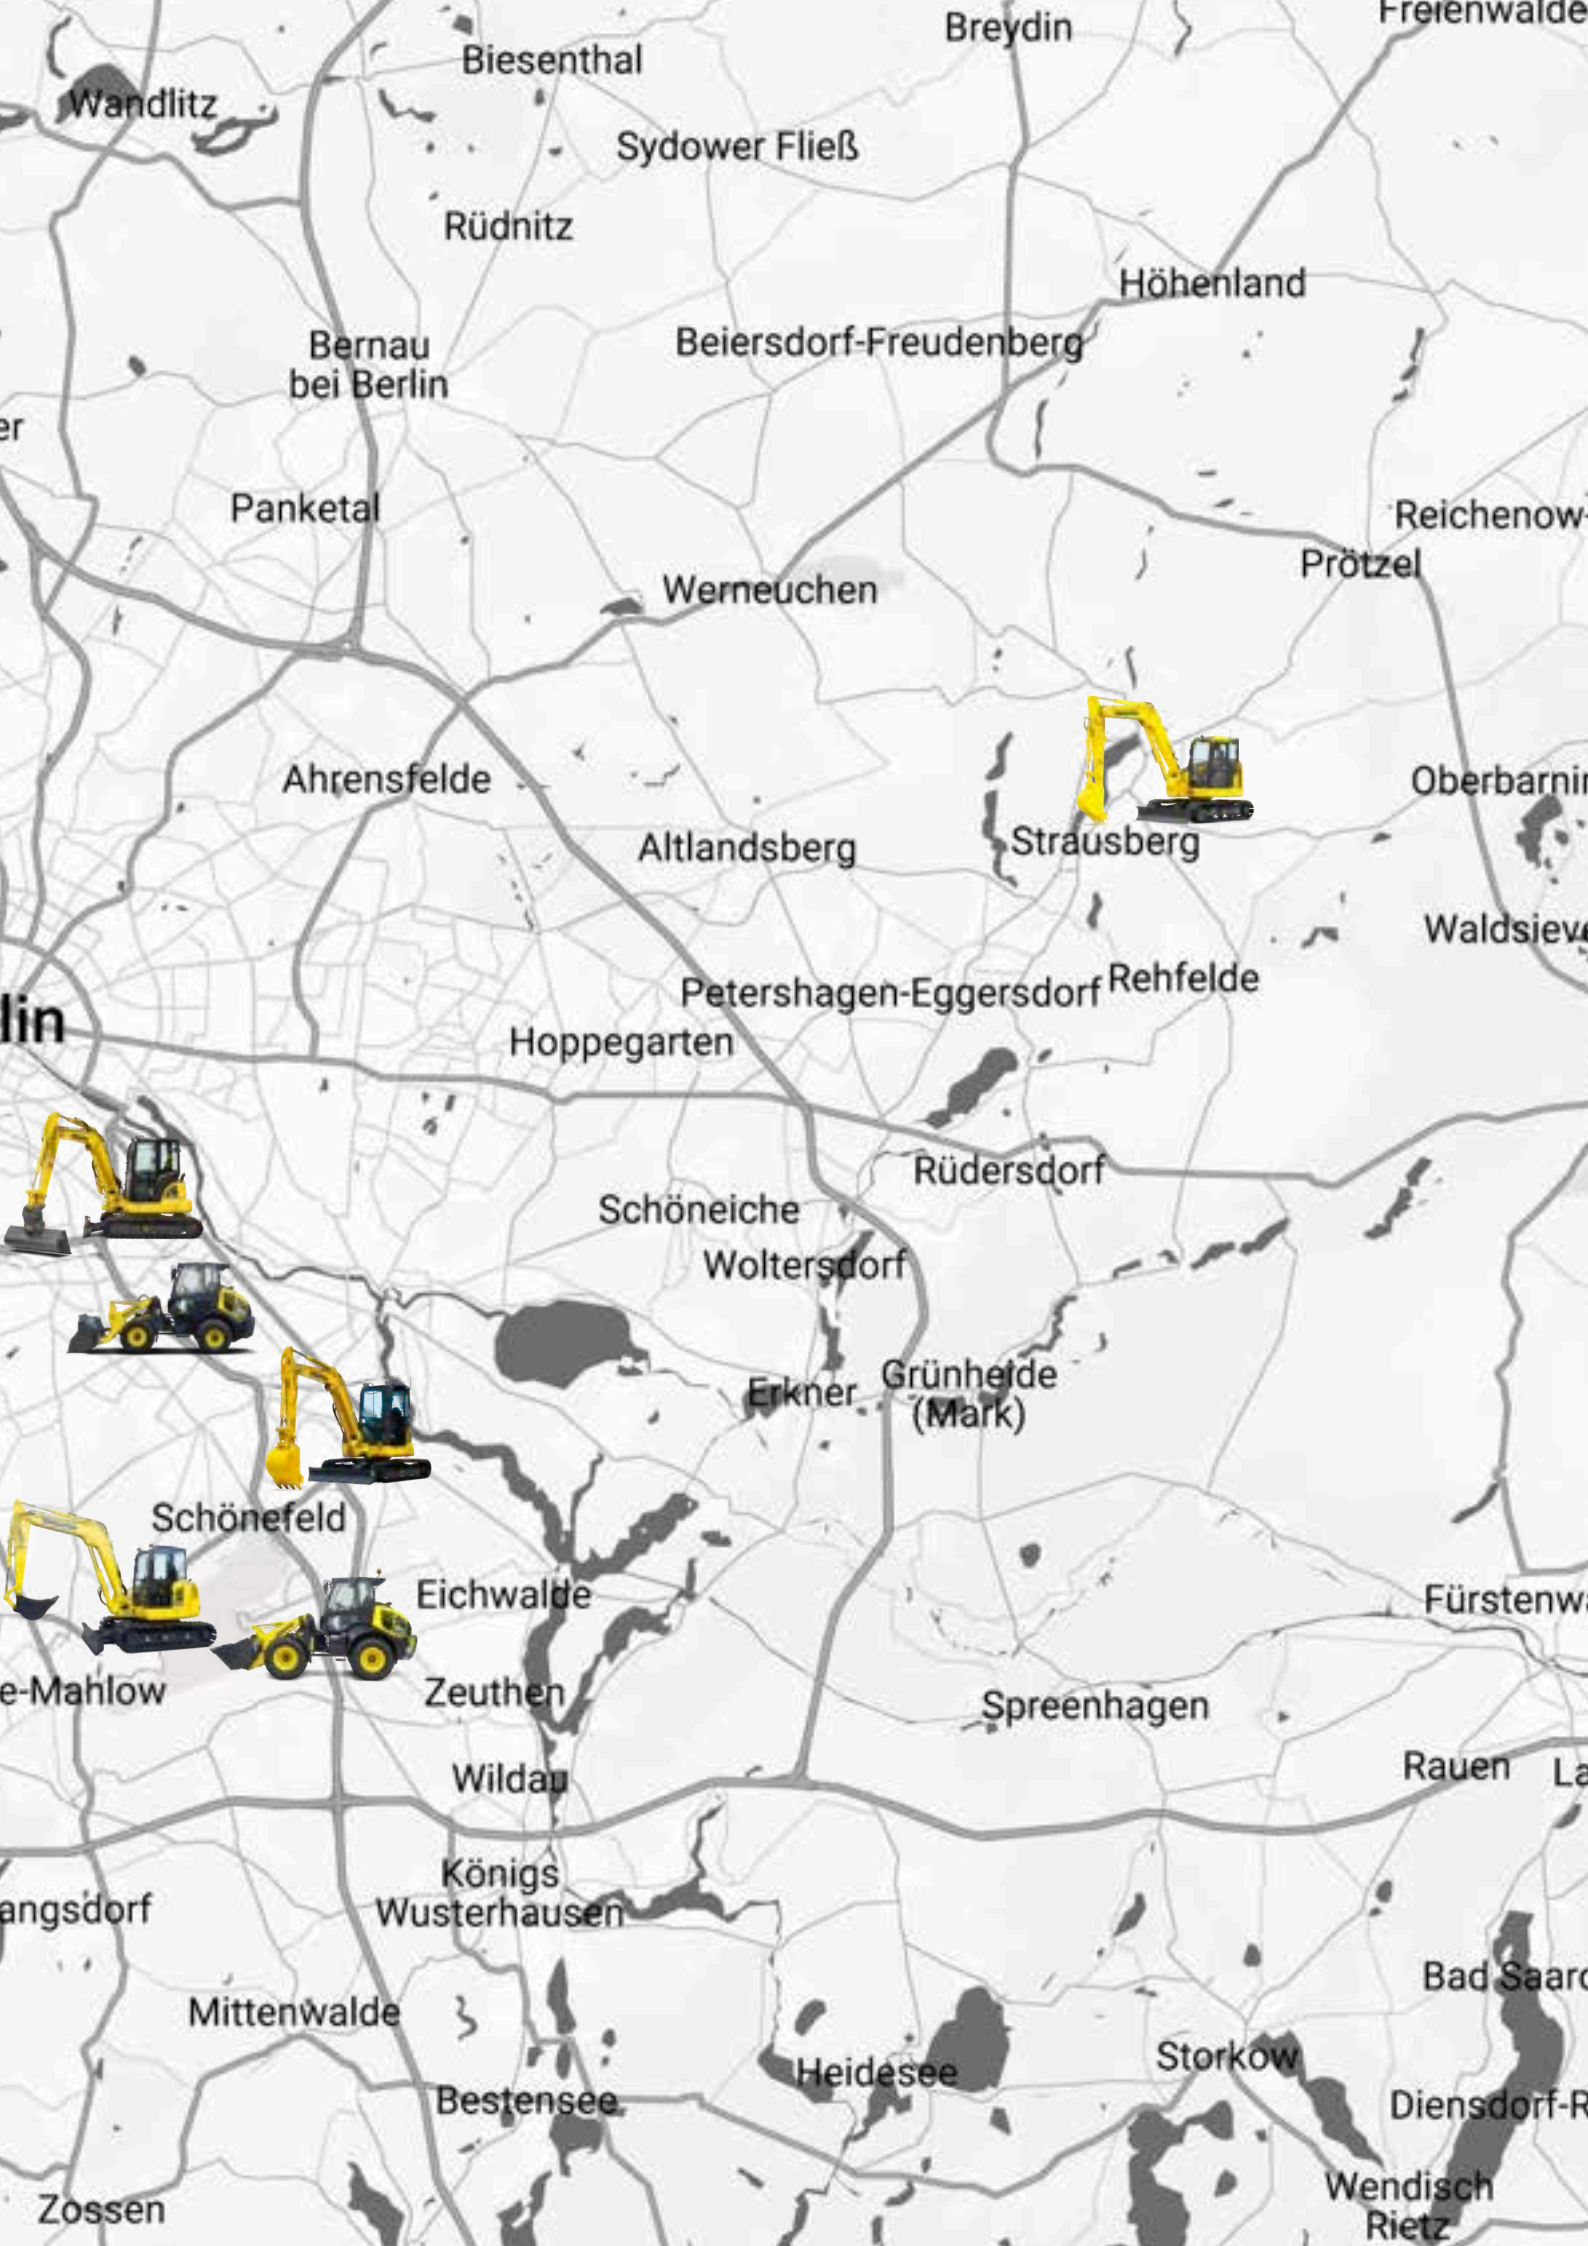 Breydin
Freienwalde
Biesenthal
Wandlitz
Sydower Fließ
Rüdnitz
Höhenland
Bernau
bei Berlin
Beiersdorf-Freudenberg
er
Panketal
Reichenow-
Prötzel
Werneuchen
Ahrensfelde
Oberbarnim
Altlandsberg
Strausberg
Waldsieve
Petershagen-Eggersdorf
Rehfelde
lin
Hoppegarten
Rüdersdorf
Schöneiche
Woltersdorf
Erkner
Grünheide
(Mark)
Schönefeld
Eichwalde
Fürstenwa
e-Mahlow
Zeuthen
Spreenhagen
Wildau
Rauen
La
Königs
Wusterhausen
angsdorf
Bad Saaro
Mittenwalde
Storkow
Heidesee
Bestensee
Diensdorf-R
Wendisch
Rietz
Zossen